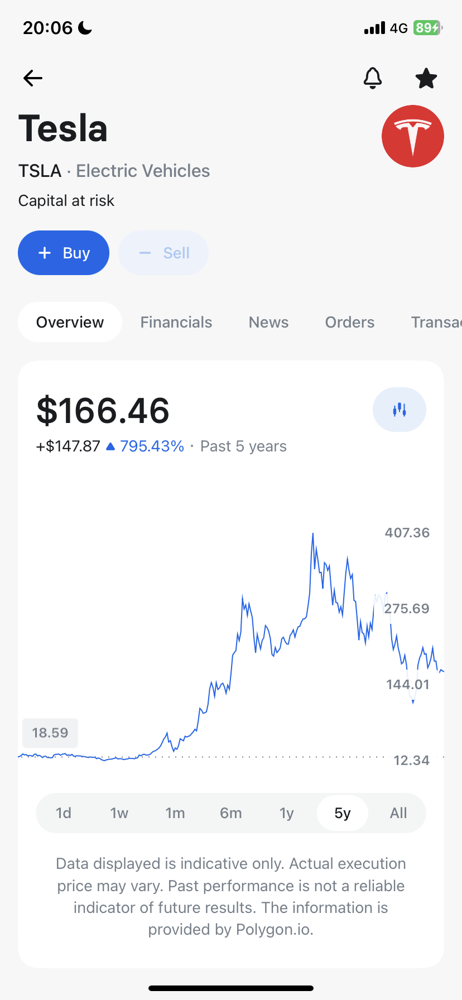 20:06
4G 89
Tesla
TSLA · Electric Vehicles
Capital at risk
+ Buy
− Sell
Overview Financials News Orders Transac
$166.46
+$147.87 ▲ 795.43% · Past 5 years
407.36
275.69
144.01
18.59
12.34
1d 1w 1m 6m 1y 5y All
Data displayed is indicative only. Actual execution
price may vary. Past performance is not a reliable
indicator of future results. The information is
provided by Polygon.io.